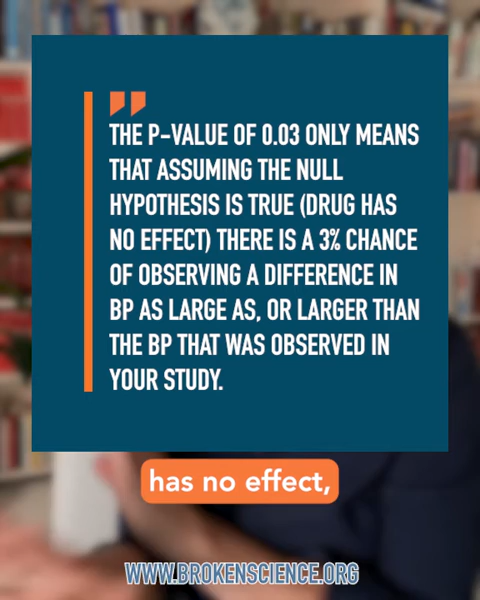 THE P-VALUE OF 0.03 ONLY MEANS
THAT ASSUMING THE NULL
HYPOTHESIS IS TRUE (DRUG HAS
NO EFFECT) THERE IS A 3% CHANCE
OF OBSERVING A DIFFERENCE IN
BP AS LARGE AS, OR LARGER THAN
THE BP THAT WAS OBSERVED IN
YOUR STUDY.
has no effect,
WWW.BROKENSCIENCE.ORG